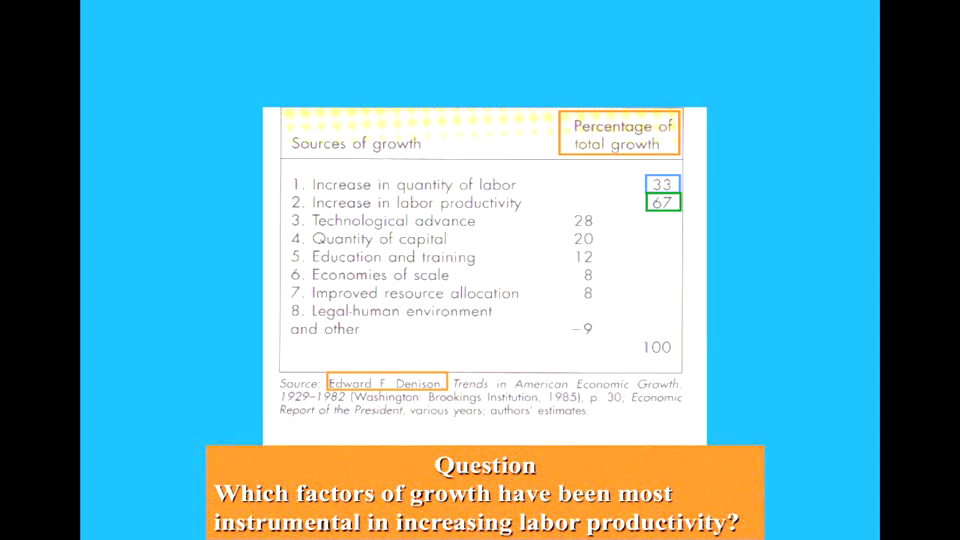 Sources of growth
Percentage of
total growth
1. Increase in quantity of labor 33
2. Increase in labor productivity 67
3. Technological advance 28
4. Quantity of capital 20
5. Education and training 12
6. Economies of scale 8
7. Improved resource allocation 8
8. Legal-human environment
and other −9
100
Source: Edward F. Denison, Trends in American Economic Growth,
1929–1982 (Washington: Brookings Institution, 1985), p. 30; Economic
Report of the President, various years; authors' estimates.
Question
Which factors of growth have been most
instrumental in increasing labor productivity?